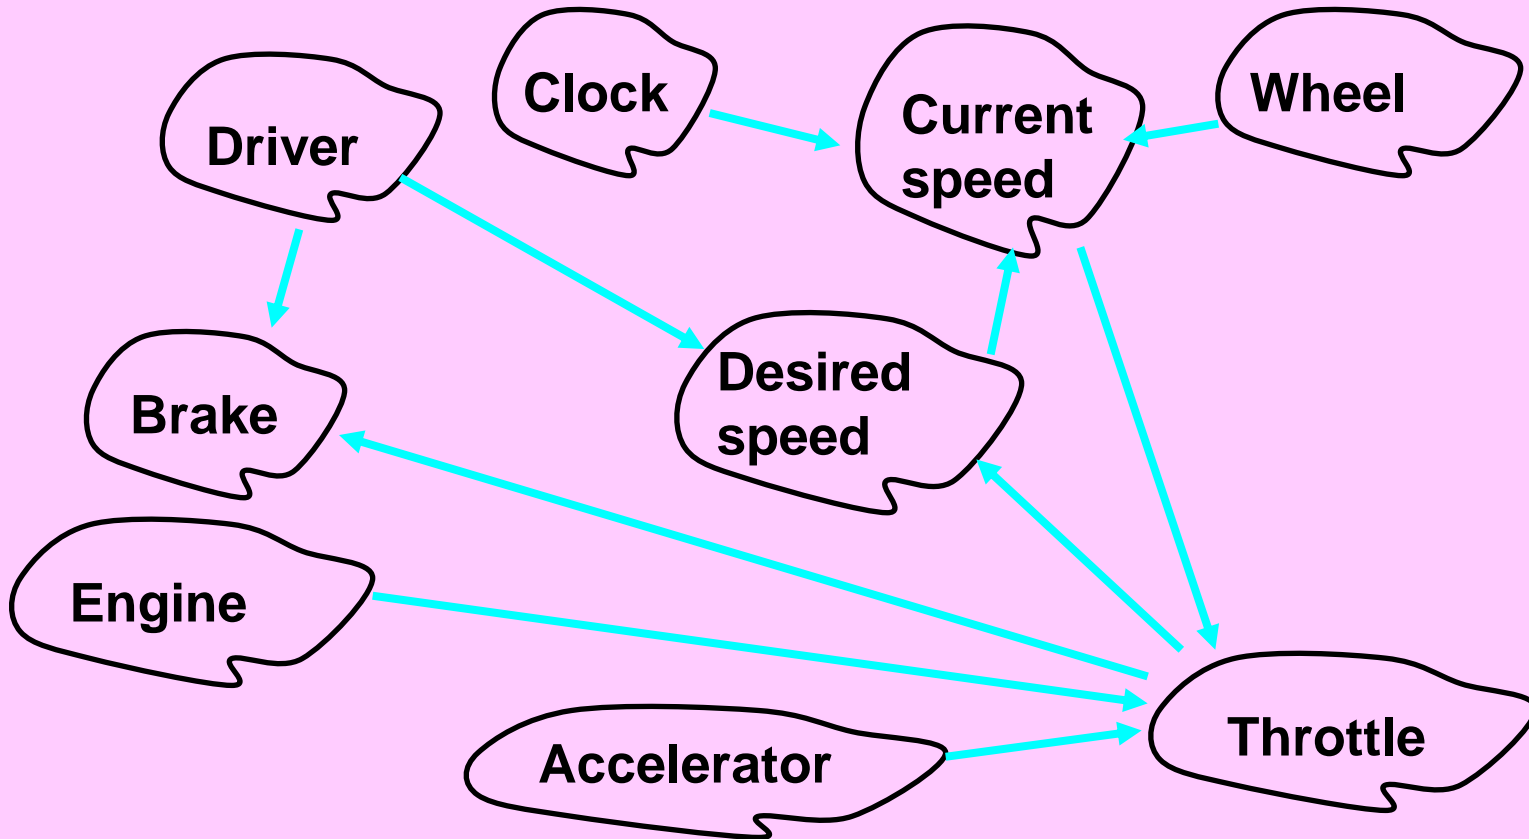 Clock
Wheel
Current
speed
Driver
Desired
speed
Brake
Engine
Accelerator
Throttle